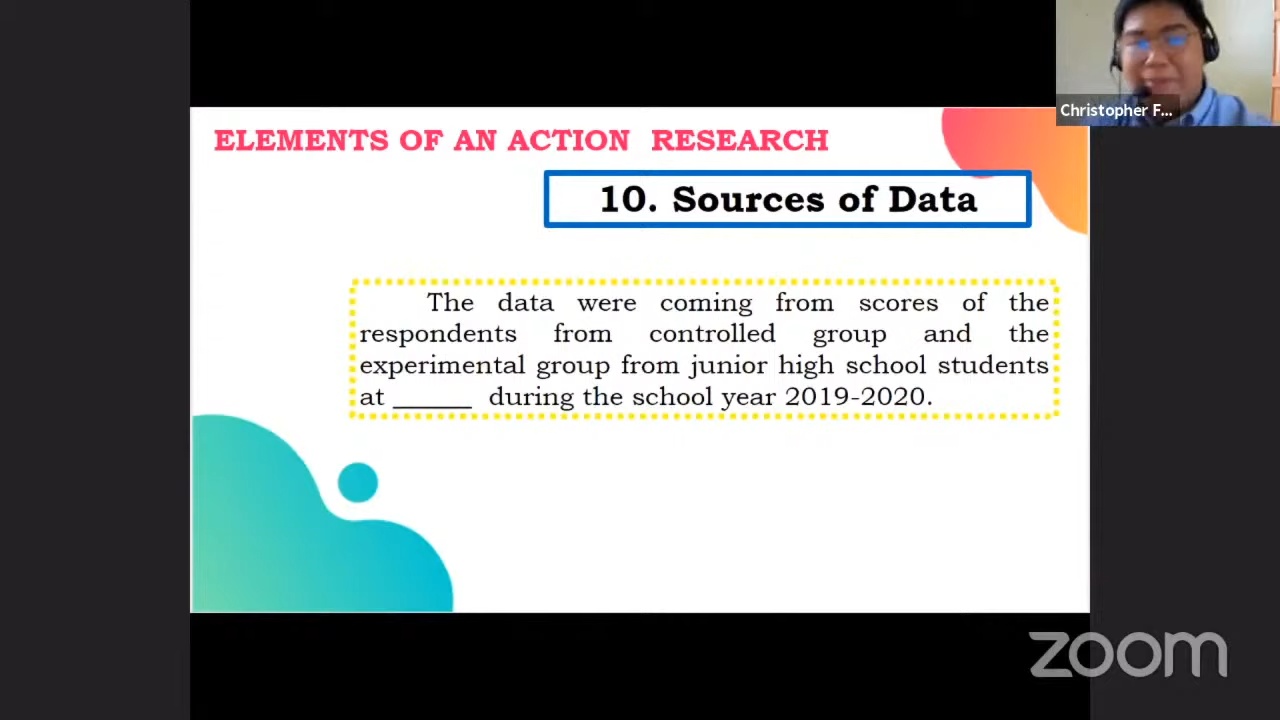 Christopher F...
ELEMENTS OF AN ACTION RESEARCH
10. Sources of Data
The data were coming from scores of the
respondents from controlled group and the
experimental group from junior high school students
at ______ during the school year 2019-2020.
zoom